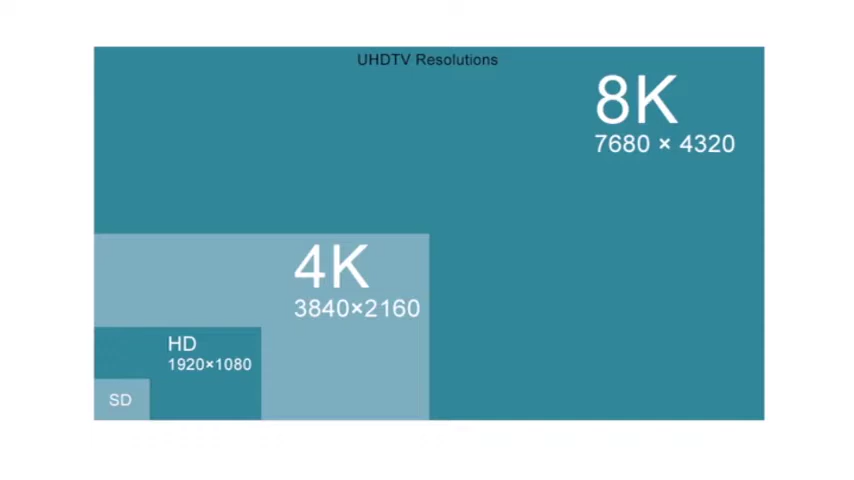 UHDTV Resolutions
8K
7680 × 4320
4K
3840×2160
HD
1920×1080
SD